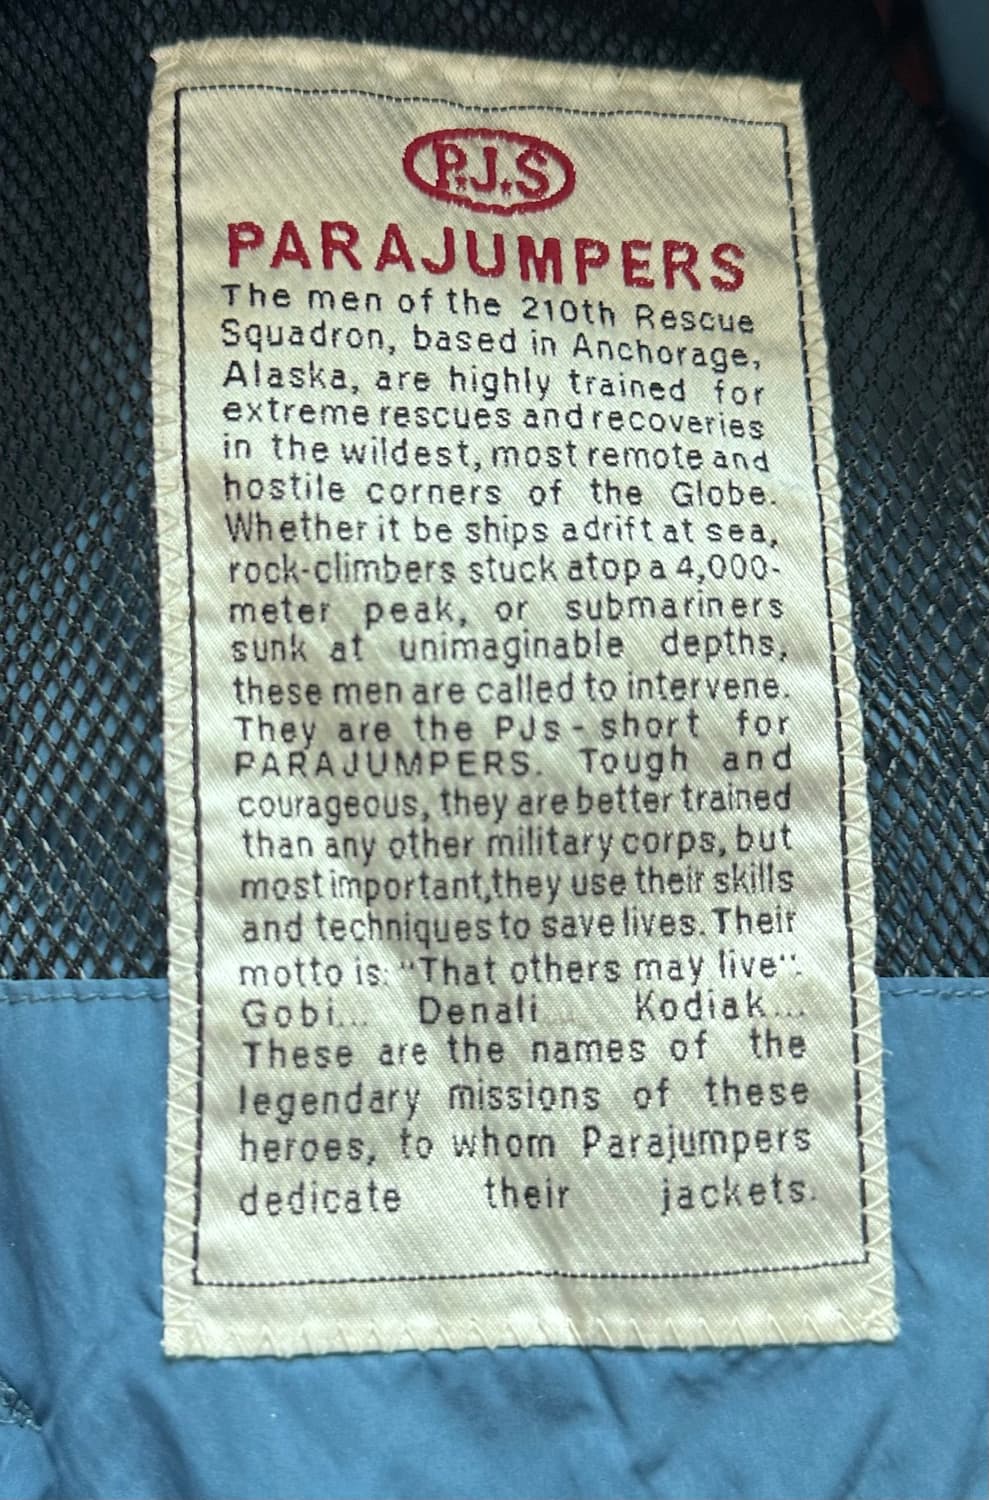 P.J.S
PARAJUMPERS
The men of the 210th Rescue
Squadron, based in Anchorage,
Alaska, are highly trained for
extreme rescues and recoveries
in the wildest, most remote and
hostile corners of the Globe.
Whether it be ships adrift at sea,
rock-climbers stuck atop a 4,000-
meter peak, or submariners
sunk at unimaginable depths,
these men are called to intervene.
They are the PJs - short for
PARAJUMPERS. Tough and
courageous, they are better trained
than any other military corps, but
most important,they use their skills
and techniques to save lives. Their
motto is: "That others may live".
Gobi... Denali... Kodiak...
These are the names of the
legendary missions of these
heroes, to whom Parajumpers
dedicate their jackets.